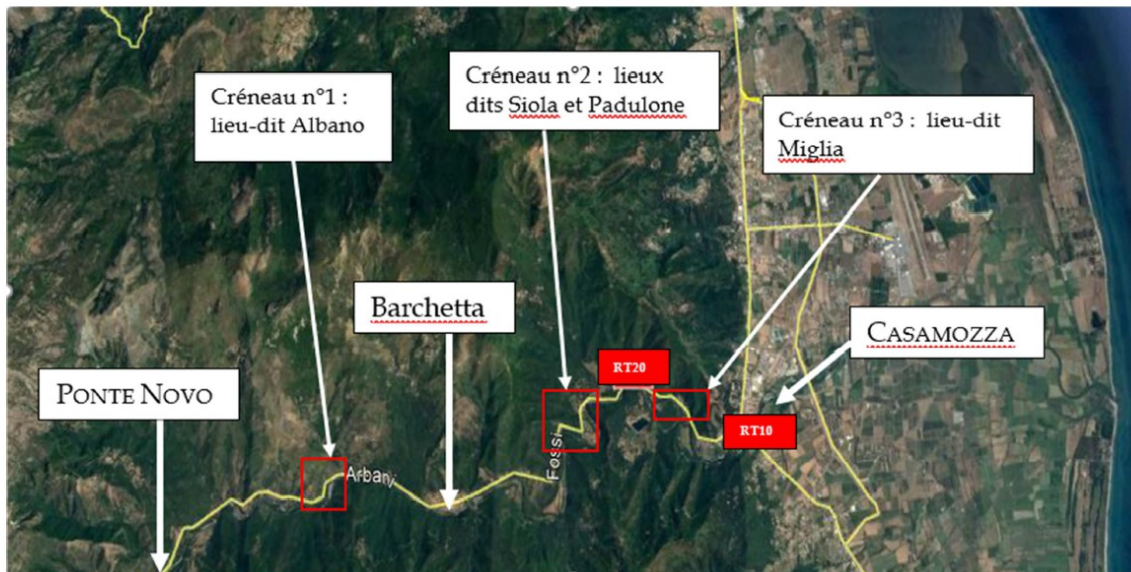 Créneau n°1 :
lieu-dit Albano
Créneau n°2 : lieux
dits Siola et Padulone
Créneau n°3 : lieu-dit
Miglia
Barchetta
CASAMOZZA
PONTE NOVO
RT20
RT10
Fossi